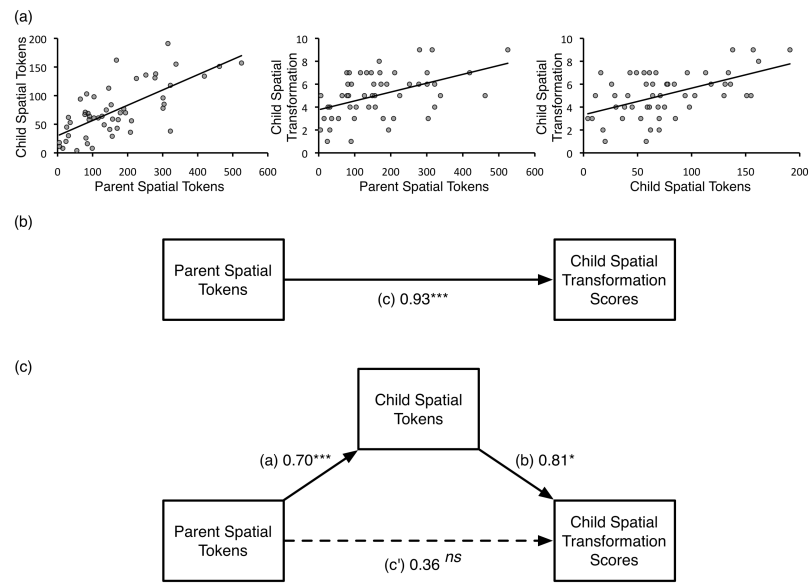 (a)
Child Spatial Tokens
200
150
100
50
0
0 100 200 300 400 500 600
Parent Spatial Tokens
Child Spatial
Transformation
10
8
6
4
2
0
0 100 200 300 400 500 600
Parent Spatial Tokens
Child Spatial
Transformation
10
8
6
4
2
0
0 50 100 150 200
Child Spatial Tokens
(b)
Parent Spatial
Tokens
(c) 0.93***
Child Spatial
Transformation
Scores
(c)
Child Spatial
Tokens
(a) 0.70***
(b) 0.81*
Parent Spatial
Tokens
(c') 0.36 ns
Child Spatial
Transformation
Scores